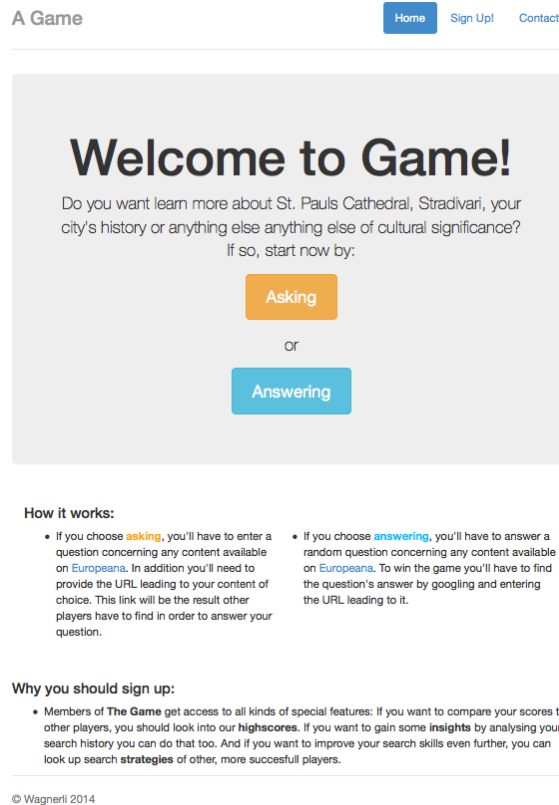 A Game
Home Sign Up! Contact
Welcome to Game!
Do you want learn more about St. Pauls Cathedral, Stradivari, your
city's history or anything else anything else of cultural significance?
If so, start now by:
Asking
or
Answering
How it works:
• If you choose asking, you'll have to enter a
question concerning any content available
on Europeana. In addition you'll need to
provide the URL leading to your content of
choice. This link will be the result other
players have to find in order to answer your
question.
• If you choose answering, you'll have to answer a
random question concerning any content available
on Europeana. To win the game you'll have to find
the question's answer by googling and entering
the URL leading to it.
Why you should sign up:
• Members of The Game get access to all kinds of special features: If you want to compare your scores t
other players, you should look into our highscores. If you want to gain some insights by analysing your
search history you can do that too. And if you want to improve your search skills even further, you can
look up search strategies of other, more succesfull players.
© Wagnerli 2014